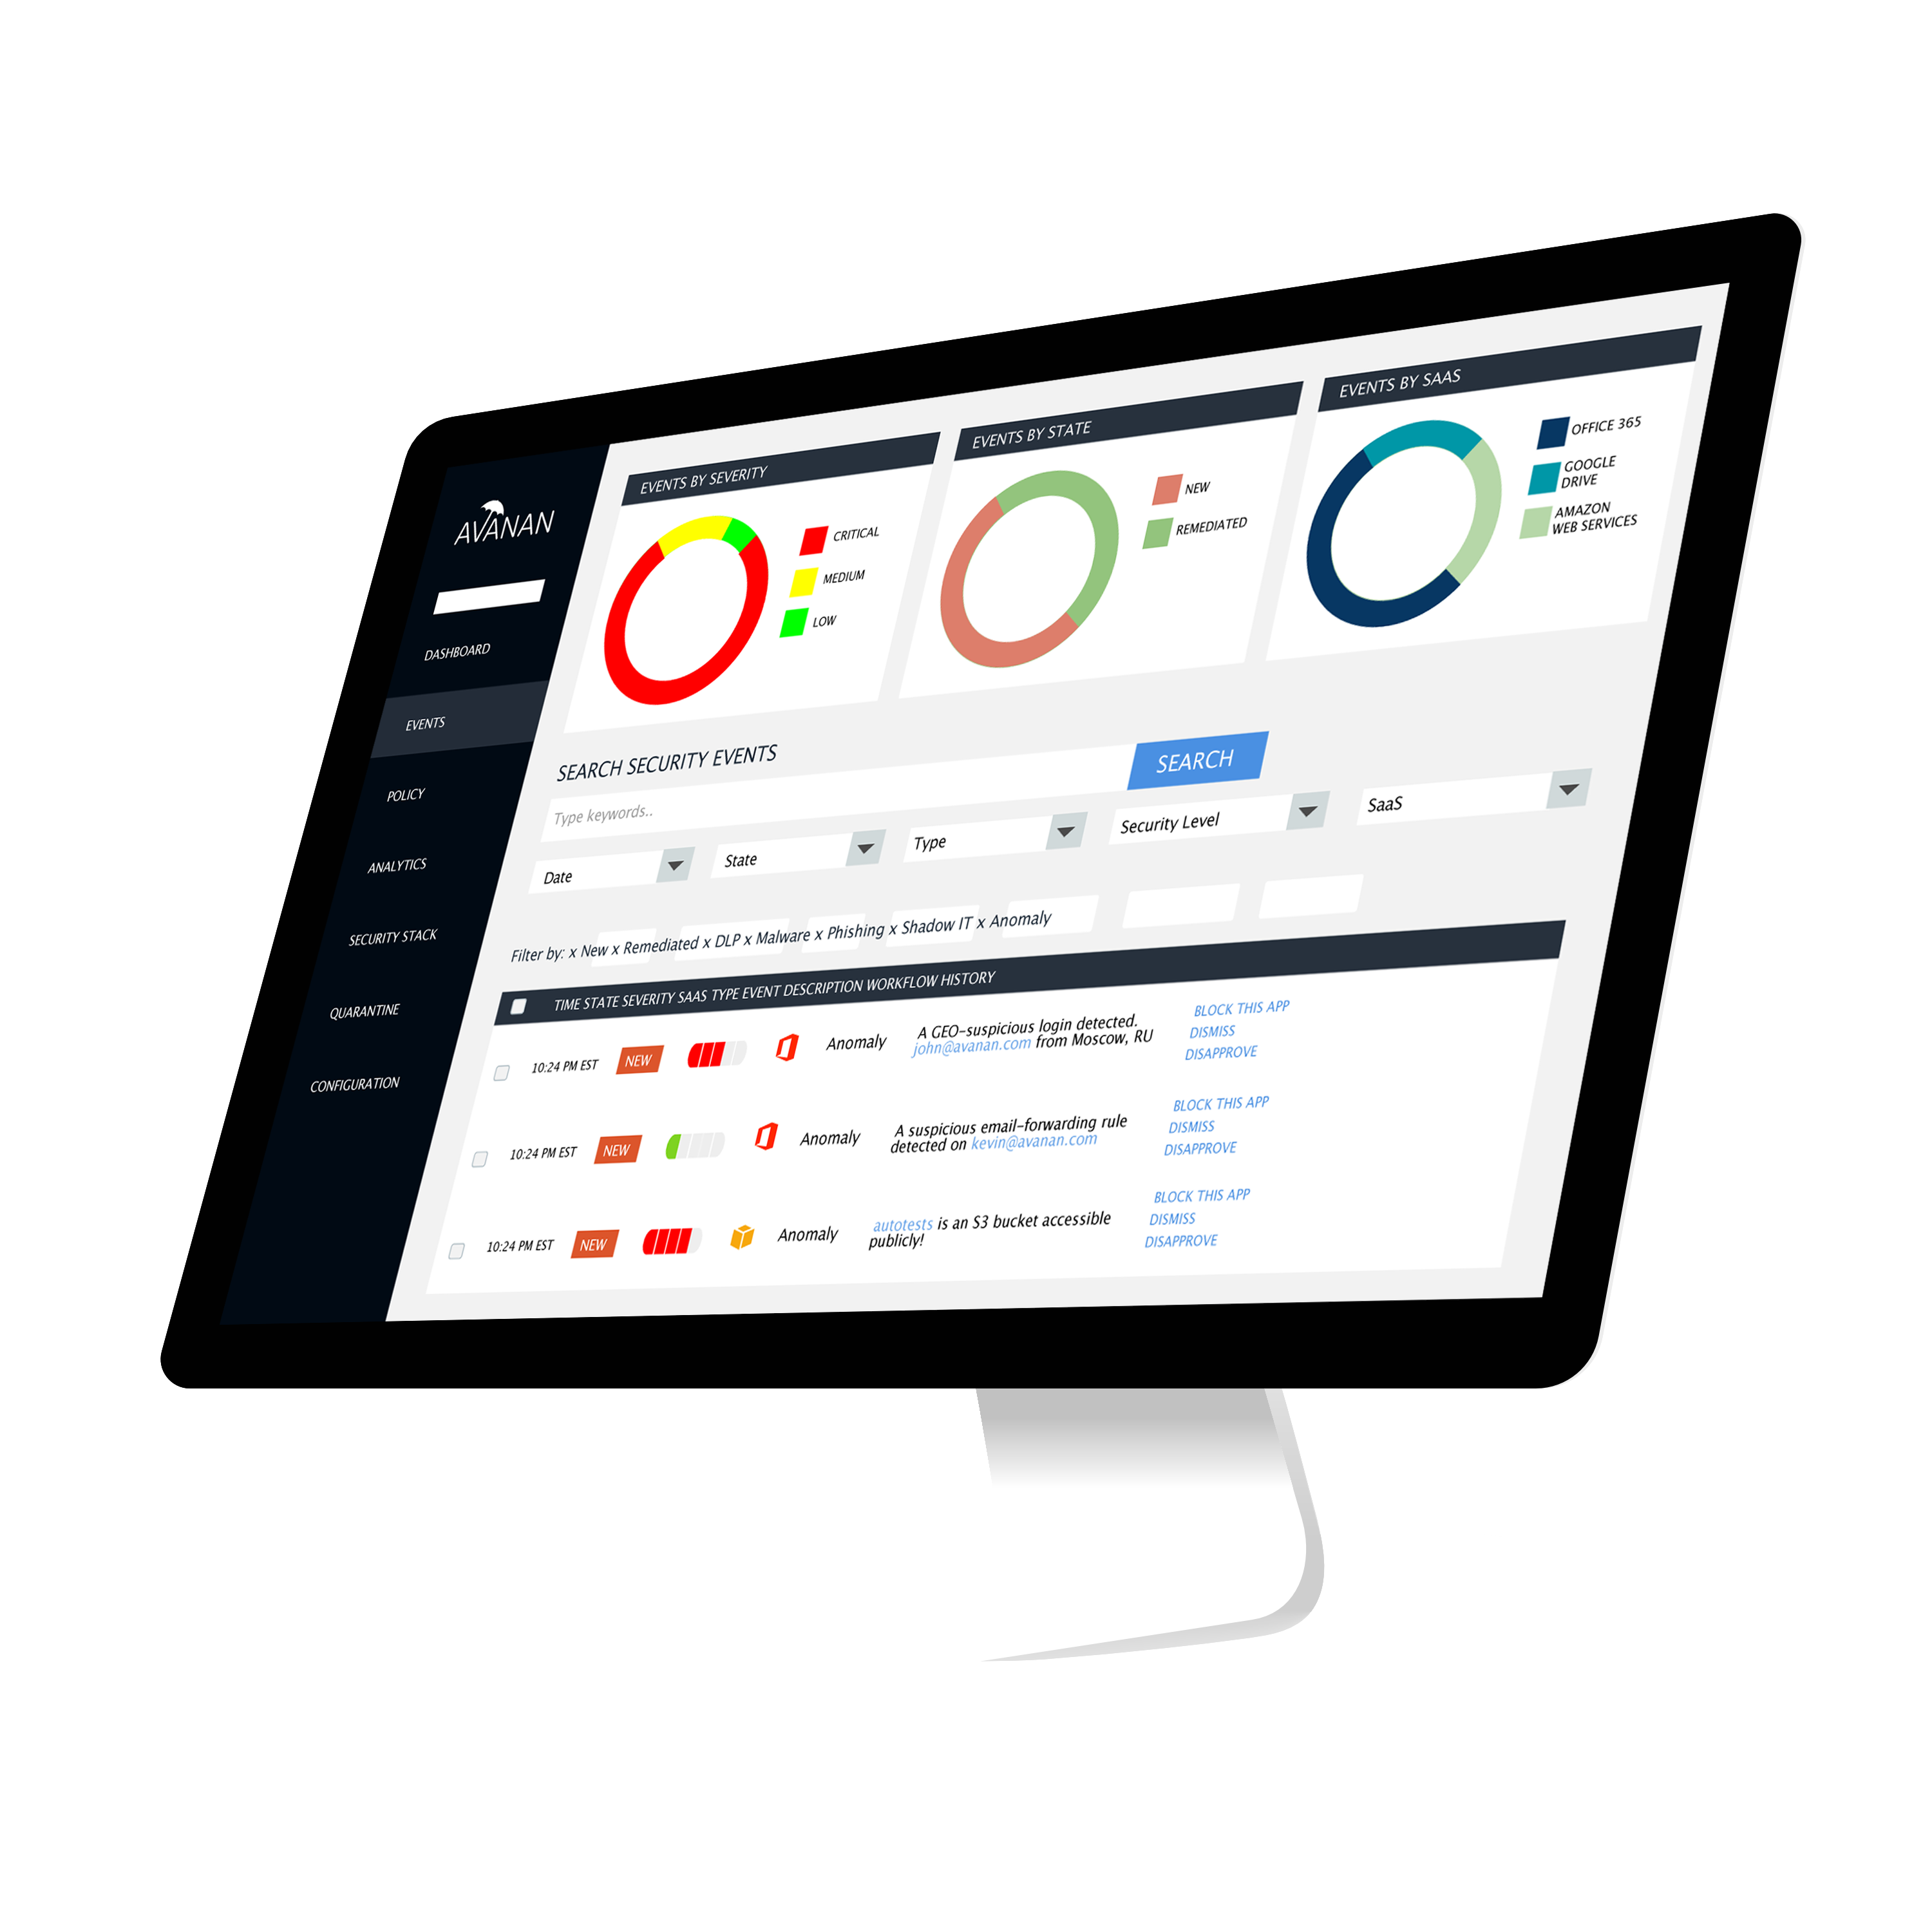 AVANAN
DASHBOARD
EVENTS
POLICY
ANALYTICS
SECURITY STACK
QUARANTINE
CONFIGURATION
EVENTS BY SEVERITY
CRITICAL
MEDIUM
LOW
EVENTS BY STATE
NEW
REMEDIATED
EVENTS BY SAAS
OFFICE 365
GOOGLE
DRIVE
AMAZON
WEB SERVICES
SEARCH SECURITY EVENTS
Type keywords..
SEARCH
Date
State
Type
Security Level
SaaS
Filter by: x New x Remediated x DLP x Malware x Phishing x Shadow IT x Anomaly
TIME STATE SEVERITY SAAS TYPE EVENT DESCRIPTION WORKFLOW HISTORY
10:24 PM EST
NEW
Anomaly
A GEO-suspicious login detected.
john@avanan.com from Moscow, RU
BLOCK THIS APP
DISMISS
DISAPPROVE
10:24 PM EST
NEW
Anomaly
A suspicious email-forwarding rule
detected on kevin@avanan.com
BLOCK THIS APP
DISMISS
DISAPPROVE
10:24 PM EST
NEW
Anomaly
autotests is an S3 bucket accessible
publicly!
BLOCK THIS APP
DISMISS
DISAPPROVE